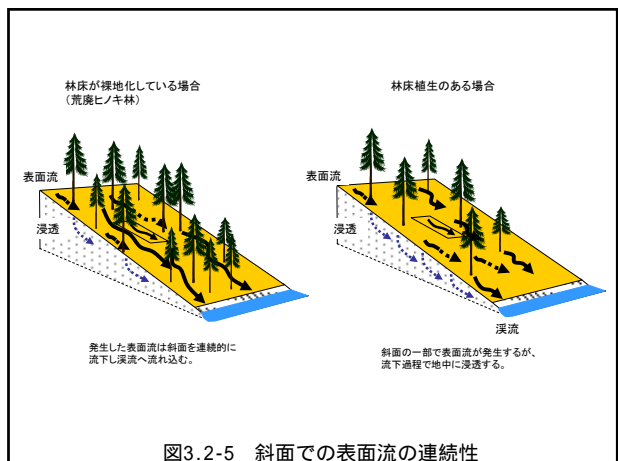 林床が裸地化している場合
（荒廃ヒノキ林）
林床植生のある場合
表面流
浸透
表面流
浸透
渓流
発生した表面流は斜面を連続的に
流下し渓流へ流れ込む。
斜面の一部で表面流が発生するが、
流下過程で地中に浸透する。
図3.2-5　斜面での表面流の連続性